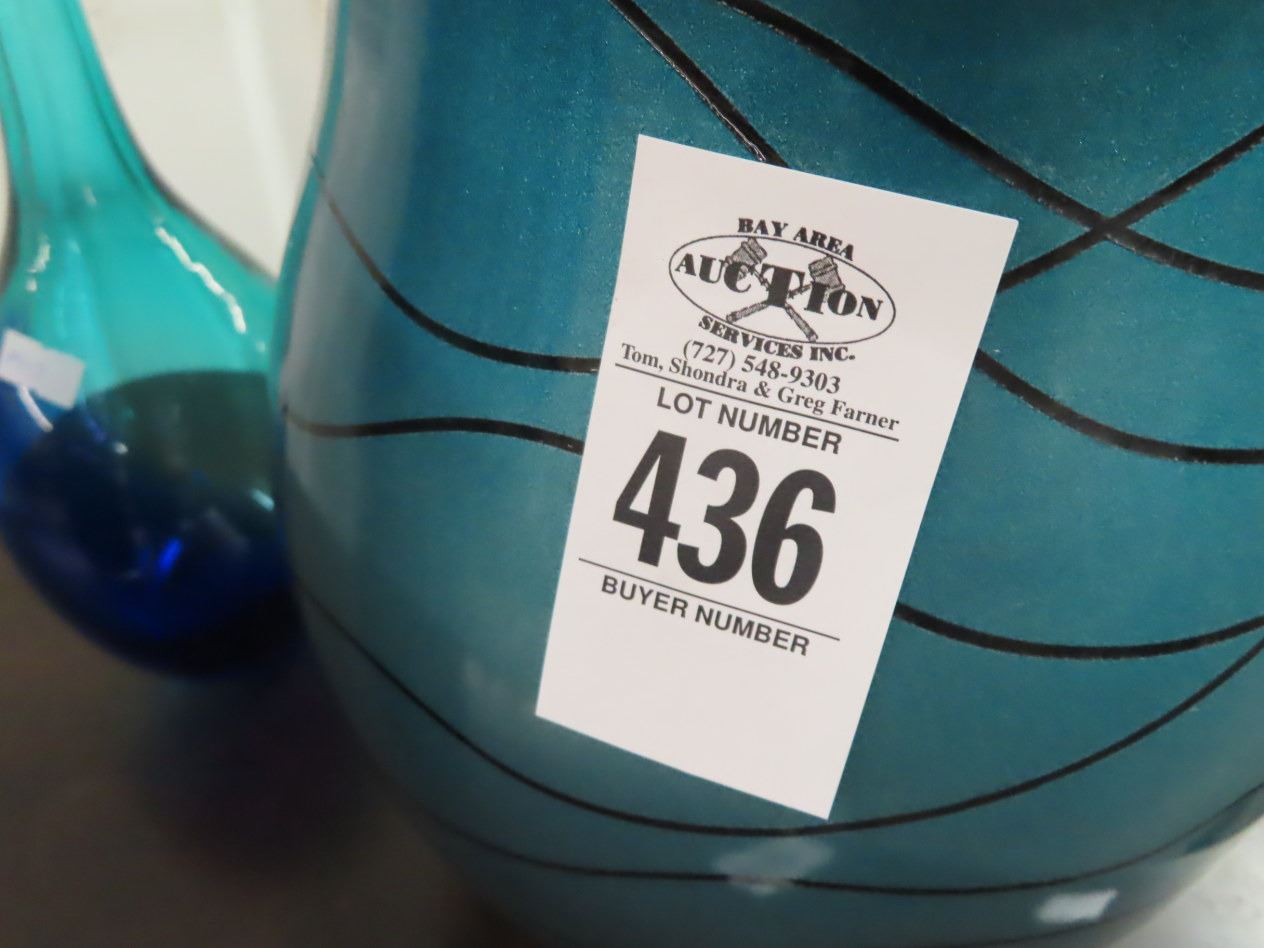 BAY AREA
AUCTION
SERVICES INC.
(727) 548-9303
Tom, Shondra & Greg Farner
LOT NUMBER
436
BUYER NUMBER